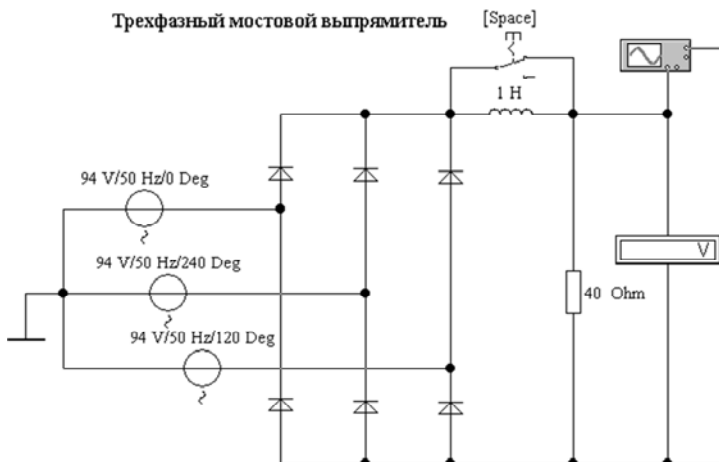 Трехфазный мостовой выпрямитель
[Space]
1 H
94 V/50 Hz/0 Deg
94 V/50 Hz/240 Deg
V
40 Ohm
94 V/50 Hz/120 Deg